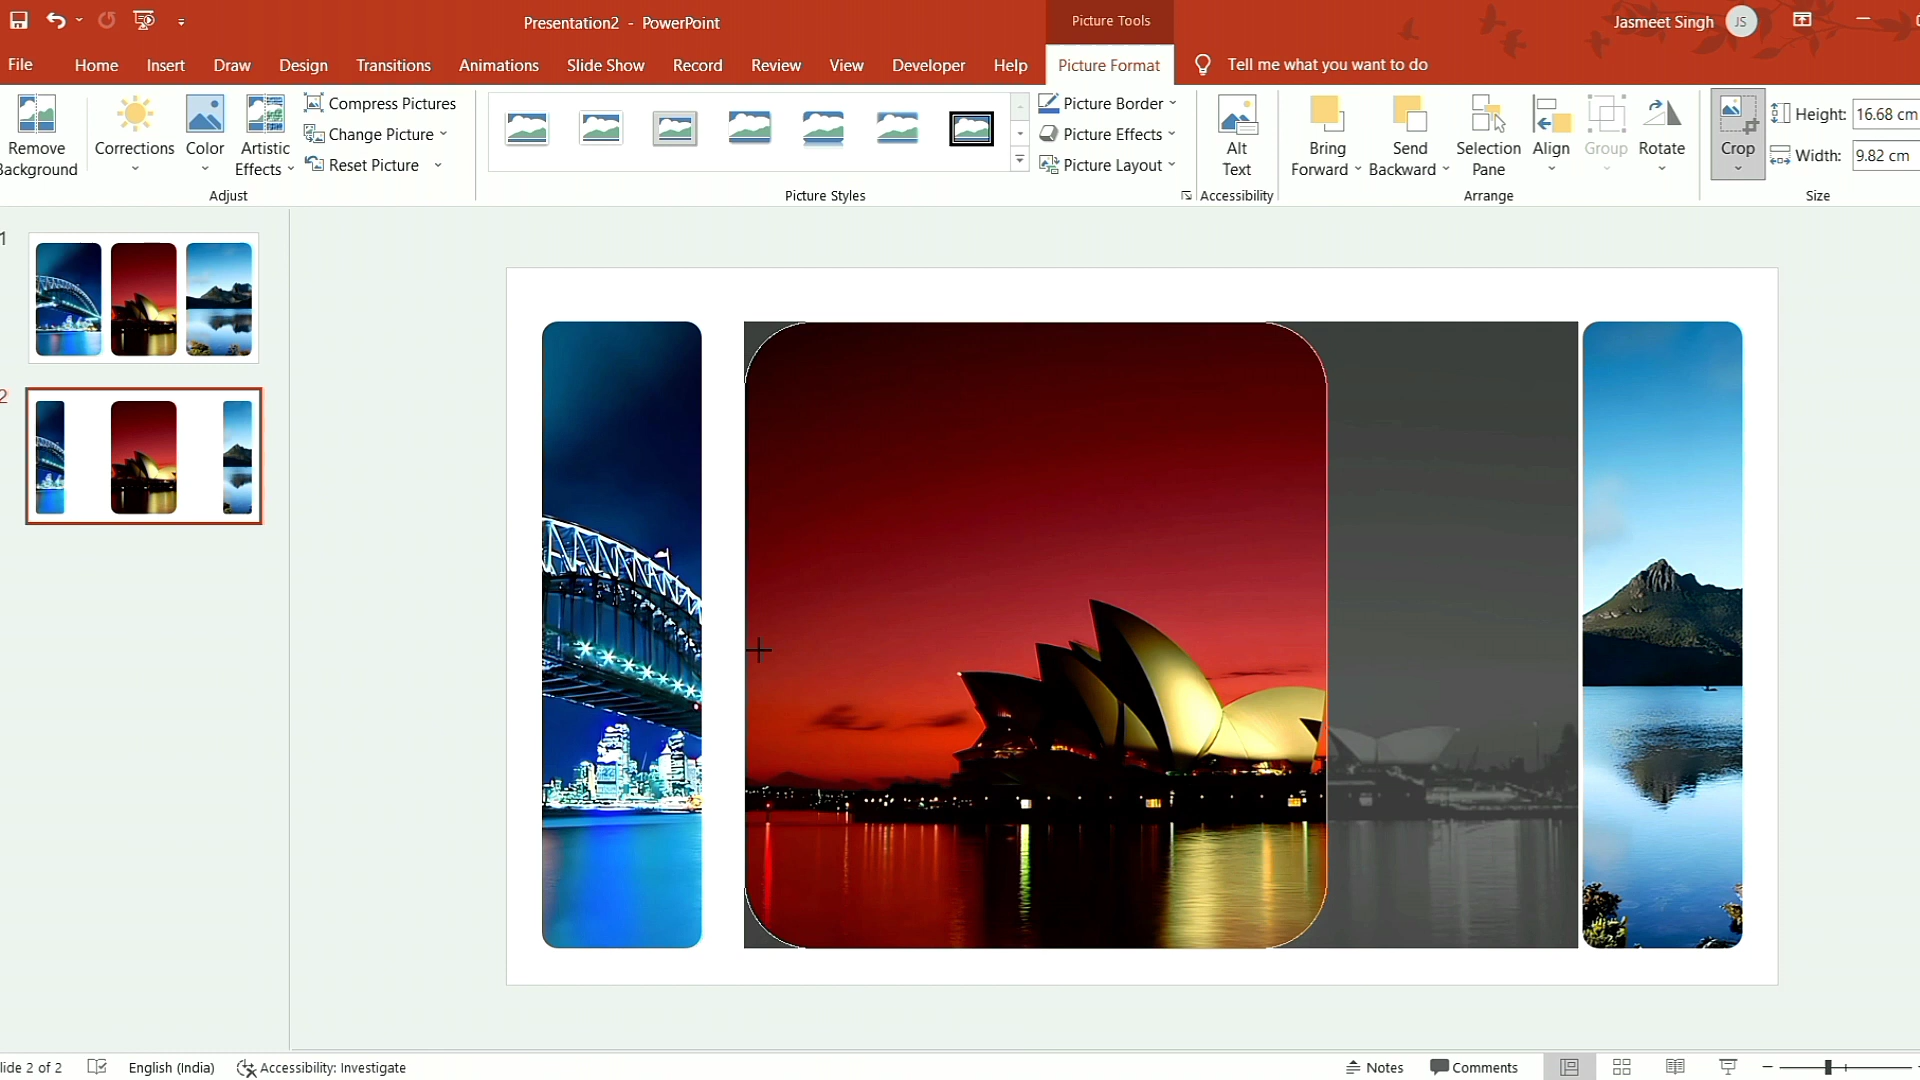 Presentation2 - PowerPoint
Picture Tools
Jasmeet Singh
JS
File
Home
Insert
Draw
Design
Transitions
Animations
Slide Show
Record
Review
View
Developer
Help
Picture Format
Tell me what you want to do
Remove
Background
Corrections
Color
Artistic
Effects
Compress Pictures
Change Picture
Reset Picture
Adjust
Picture Styles
Picture Border
Picture Effects
Picture Layout
Alt
Text
Accessibility
Bring
Forward
Send
Backward
Selection
Pane
Align
Group
Rotate
Arrange
Crop
Height:
16.68 cm
Width:
9.82 cm
Size
1
2
lide 2 of 2
English (India)
Accessibility: Investigate
Notes
Comments